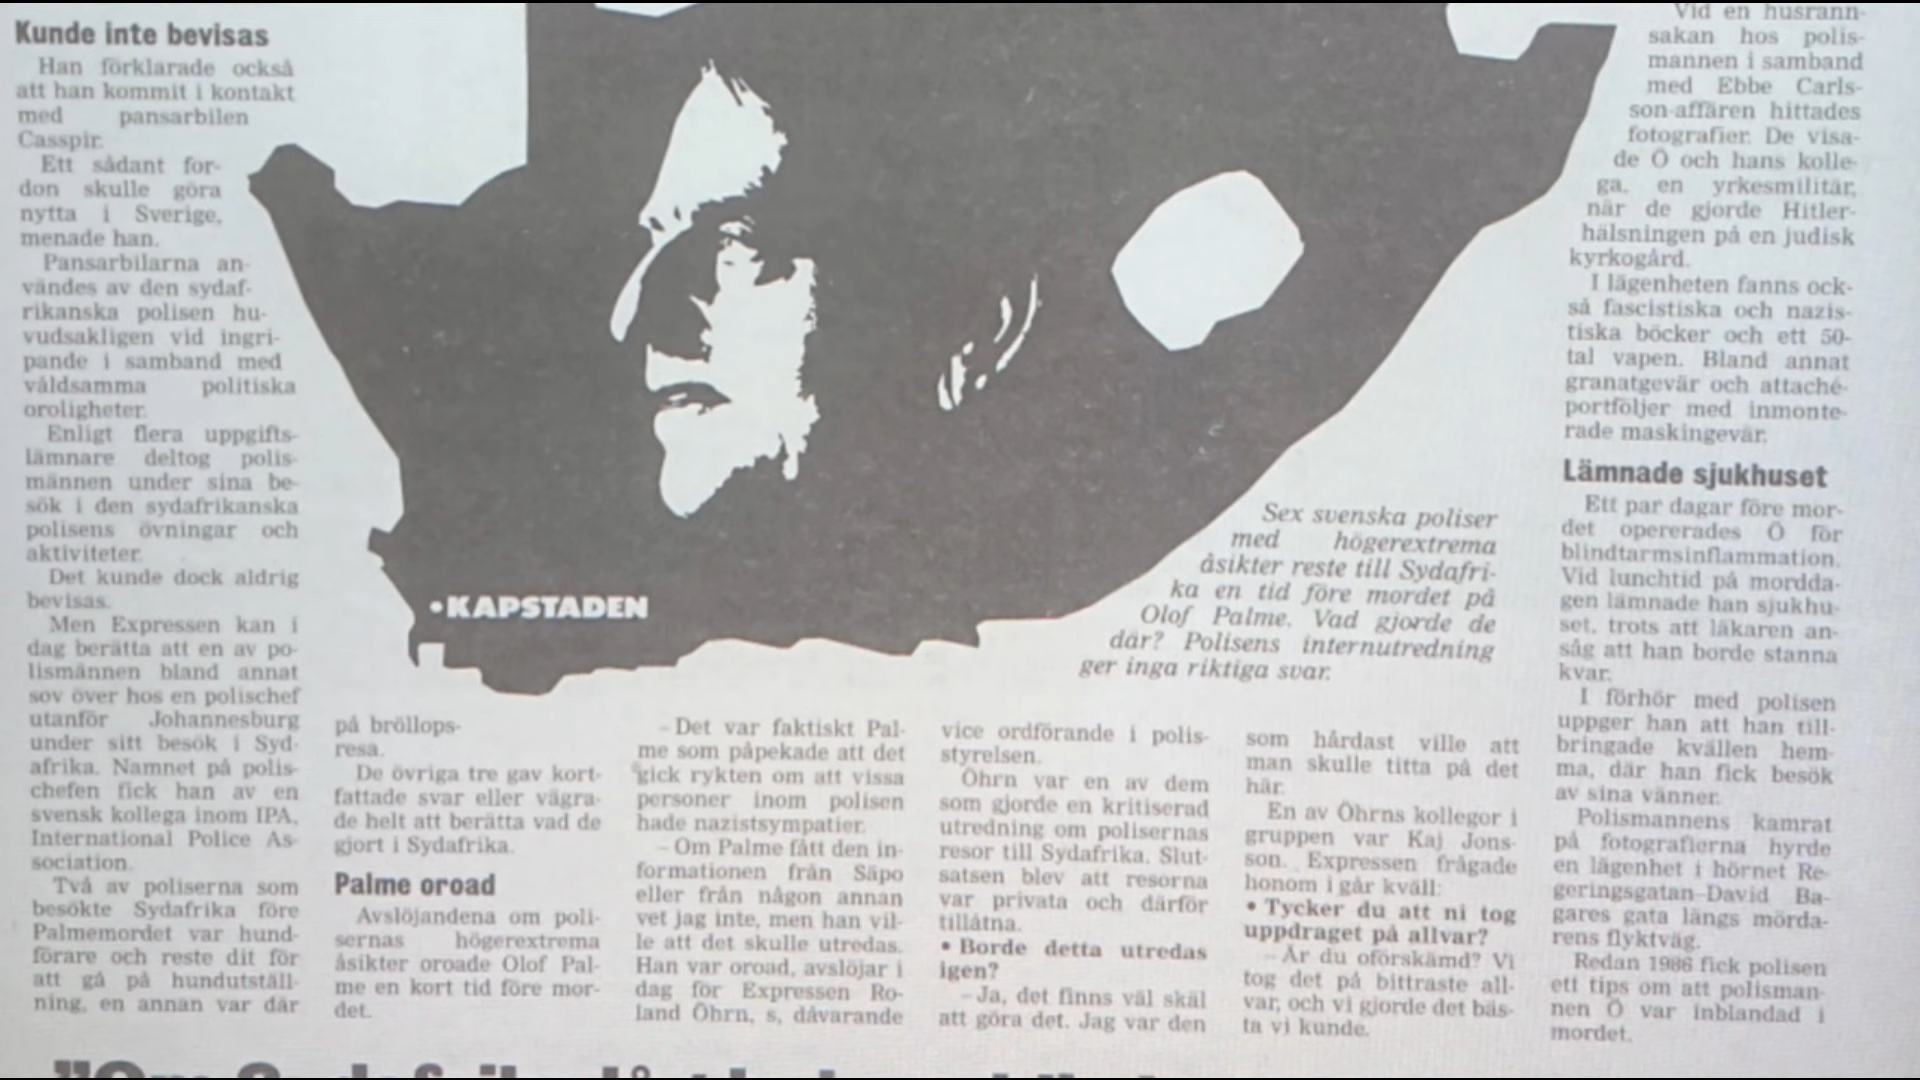 Kunde inte bevisas
Han förklarade också
att han kommit i kontakt
med pansarbilen
Casspir.
Ett sådant for-
don skulle göra
nytta i Sverige,
menade han.
Pansarbilarna an-
vändes av den sydaf-
rikanska polisen hu-
vudsakligen vid ingri-
pande i samband med
våldsamma politiska
oroligheter.
Enligt flera uppgifts-
lämnare deltog polis-
männen under sina be-
sök i den sydafrikanska
polisens övningar och
aktiviteter.
Det kunde dock aldrig
bevisas.
Men Expressen kan i
dag berätta att en av po-
lismännen bland annat
sov över hos en polischef
utanför Johannesburg
under sitt besök i Syd-
afrika. Namnet på polis-
chefen fick han av en
svensk kollega inom IPA,
International Police As-
sociation.
Två av poliserna som
besökte Sydafrika före
Palmemordet var hund-
förare och reste dit för
att gå på hundutställ-
ning, en annan var där
på bröllops-
resa.
De övriga tre gav kort-
fattade svar eller vägra-
de helt att berätta vad de
gjort i Sydafrika.
Palme oroad
Avslöjandena om poli-
sernas högerextrema
åsikter oroade Olof Pal-
me en kort tid före mor-
det.
– Det var faktiskt Pal-
me som påpekade att det
gick rykten om att vissa
personer inom polisen
hade nazistsympatier.
– Om Palme fått den in-
formationen från Säpo
eller från någon annan
vet jag inte, men han vil-
le att det skulle utredas.
Han var oroad, avslöjar i
dag för Expressen Ro-
land Öhrn, s, dåvarande
vice ordförande i polis-
styrelsen.
Öhrn var en av dem
som gjorde en kritiserad
utredning om polisernas
resor till Sydafrika. Slut-
satsen blev att resorna
var privata och därför
tillåtna.
• Borde detta utredas
igen?
– Ja, det finns väl skäl
att göra det. Jag var den
som hårdast ville att
man skulle titta på det
här.
En av Öhrns kollegor i
gruppen var Kaj Jons-
son. Expressen frågade
honom i går kväll:
• Tycker du att ni tog
uppdraget på allvar?
– Är du oförskämd? Vi
tog det på bittraste all-
var, och vi gjorde det bäs-
ta vi kunde.
•KAPSTADEN
Sex svenska poliser
med högerextrema
åsikter reste till Sydafri-
ka en tid före mordet på
Olof Palme. Vad gjorde de
där? Polisens internutredning
ger inga riktiga svar.
Vid en husrann-
sakan hos polis-
mannen i samband
med Ebbe Carls-
son-affären hittades
fotografier. De visa-
de Ö och hans kolle-
ga, en yrkesmilitär,
när de gjorde Hitler-
hälsningen på en judisk
kyrkogård.
I lägenheten fanns ock-
så fascistiska och nazis-
tiska böcker och ett 50-
tal vapen. Bland annat
granatgevär och attaché-
portföljer med inmonte-
rade maskingevär.
Lämnade sjukhuset
Ett par dagar före mor-
det opererades Ö för
blindtarmsinflammation.
Vid lunchtid på mordda-
gen lämnade han sjukhu-
set, trots att läkaren an-
såg att han borde stanna
kvar.
I förhör med polisen
uppger han att han till-
bringade kvällen hem-
ma, där han fick besök
av sina vänner.
Polismannens kamrat
på fotografierna hyrde
en lägenhet i hörnet Re-
geringsgatan–David Ba-
gares gata längs mörda-
rens flyktväg.
Redan 1986 fick polisen
ett tips om att polisman-
nen Ö var inblandad i
mordet.